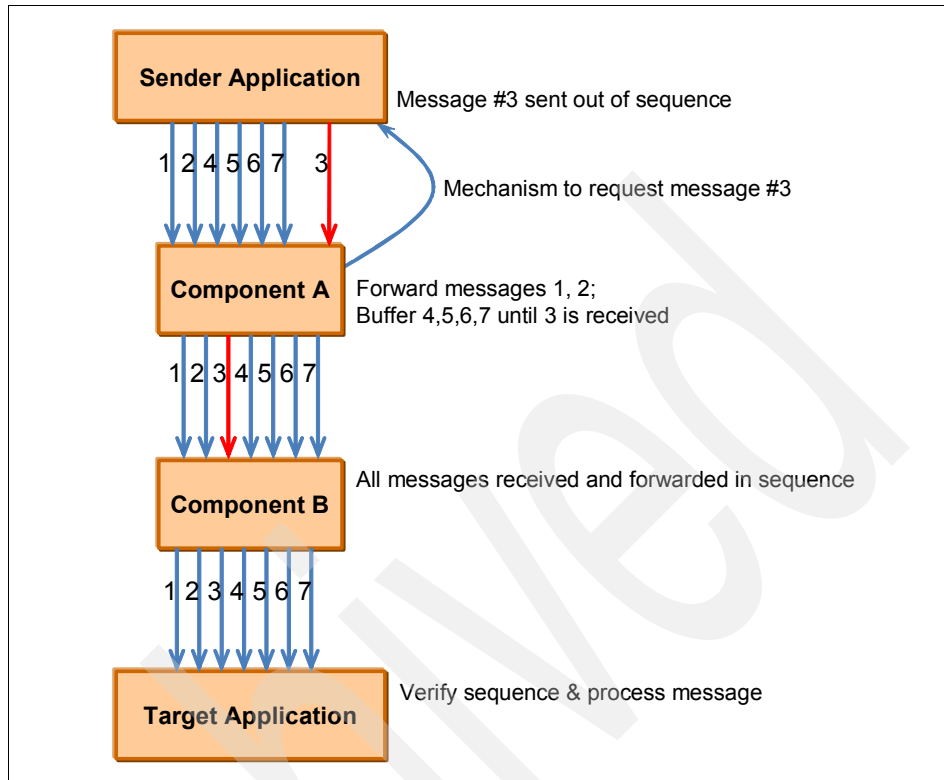 Sender Application
Message #3 sent out of sequence
1 2 4 5 6 7 3
Mechanism to request message #3
Component A
Forward messages 1, 2;
Buffer 4,5,6,7 until 3 is received
1 2 3 4 5 6 7
Component B
All messages received and forwarded in sequence
1 2 3 4 5 6 7
Target Application
Verify sequence & process message